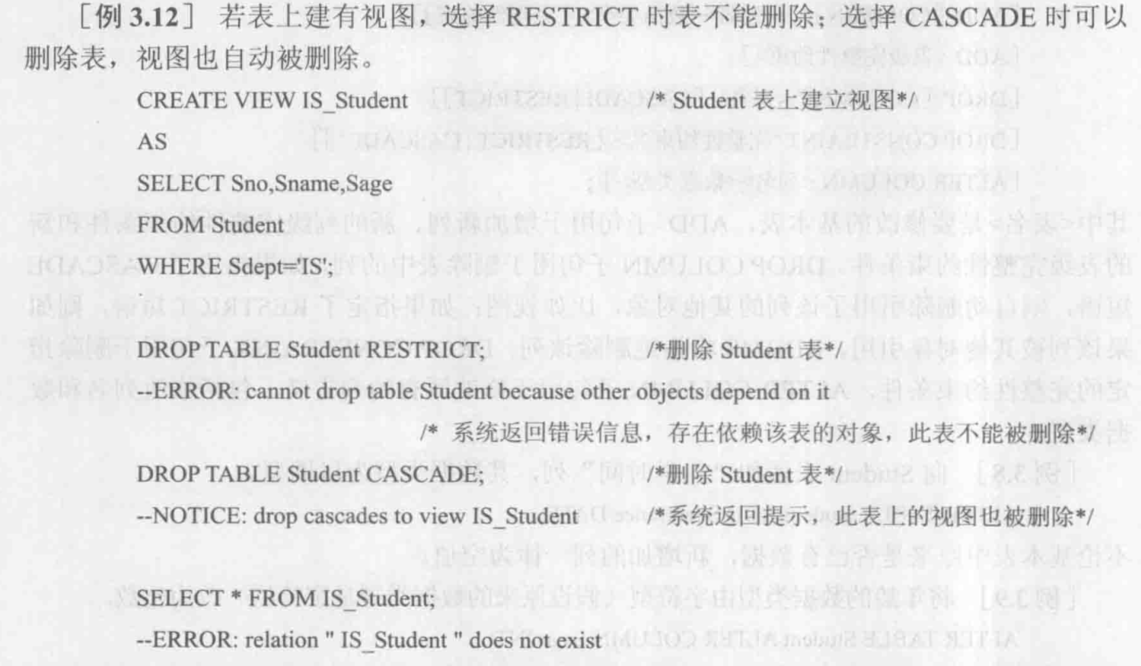 ［例 3.12］ 若表上建有视图，选择 RESTRICT 时表不能删除；选择 CASCADE 时可以
删除表，视图也自动被删除。
CREATE VIEW IS_Student /* Student 表上建立视图*/
AS
SELECT Sno,Sname,Sage
FROM Student
WHERE Sdept='IS';
DROP TABLE Student RESTRICT; /*删除 Student 表*/
--ERROR: cannot drop table Student because other objects depend on it
/* 系统返回错误信息，存在依赖该表的对象，此表不能被删除*/
DROP TABLE Student CASCADE; /*删除 Student 表*/
--NOTICE: drop cascades to view IS_Student /*系统返回提示，此表上的视图也被删除*/
SELECT * FROM IS_Student;
--ERROR: relation " IS_Student " does not exist